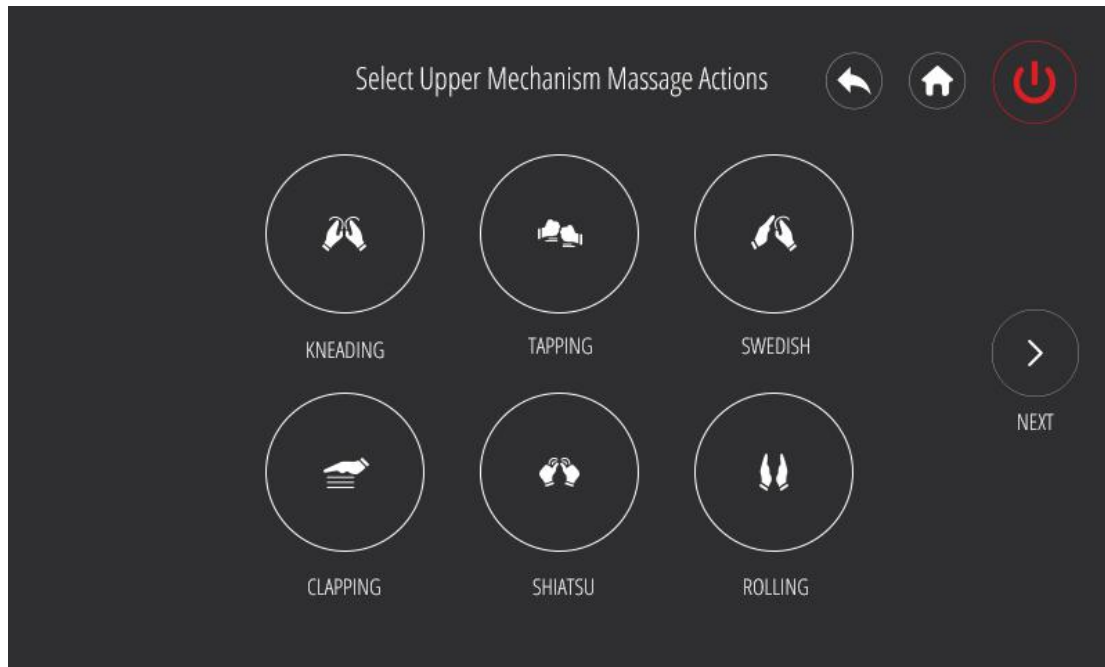 Select Upper Mechanism Massage Actions
KNEADING
TAPPING
SWEDISH
NEXT
CLAPPING
SHIATSU
ROLLING